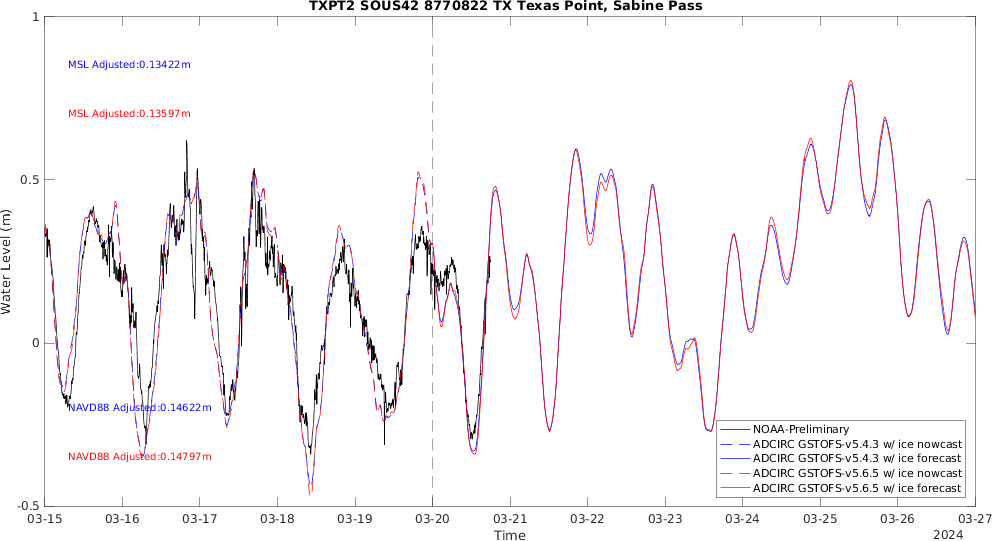 TXPT2 SOUS42 8770822 TX Texas Point, Sabine Pass
1
MSL Adjusted:0.13422m
MSL Adjusted:0.13597m
0.5
Water Level (m)
0
NAVD88 Adjusted:0.14622m
NAVD88 Adjusted:0.14797m
-0.5
NOAA-Preliminary
ADCIRC GSTOFS-v5.4.3 w/ ice nowcast
ADCIRC GSTOFS-v5.4.3 w/ ice forecast
ADCIRC GSTOFS-v5.6.5 w/ ice nowcast
ADCIRC GSTOFS-v5.6.5 w/ ice forecast
03-15 03-16 03-17 03-18 03-19 03-20 03-21 03-22 03-23 03-24 03-25 03-26 03-27
Time
2024